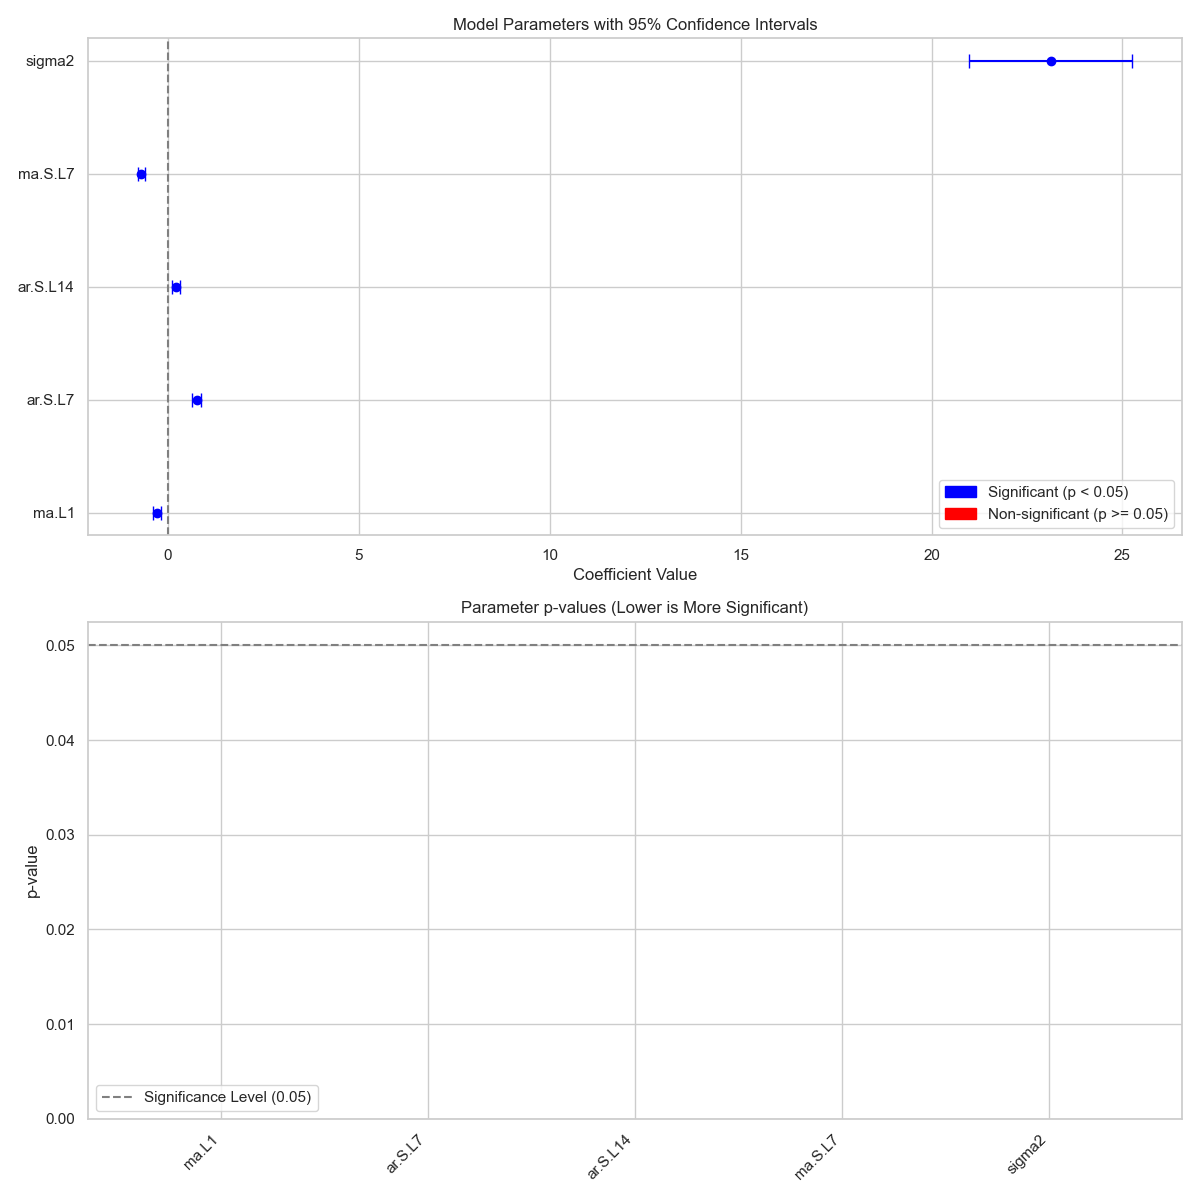 Model Parameters with 95% Confidence Intervals
sigma2
ma.S.L7
ar.S.L14
ar.S.L7
ma.L1
Significant (p < 0.05)
Non-significant (p >= 0.05)
0 5 10 15 20 25
Coefficient Value
Parameter p-values (Lower is More Significant)
0.05
0.04
0.03
0.02
0.01
0.00
p-value
Significance Level (0.05)
ma.L1 ar.S.L7 ar.S.L14 ma.S.L7 sigma2